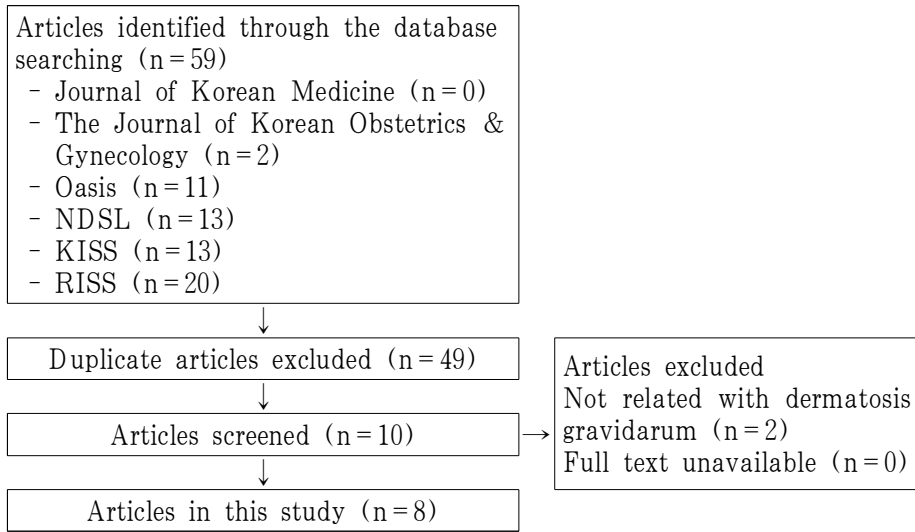 Articles identified through the database
searching (n=59)
- Journal of Korean Medicine (n=0)
- The Journal of Korean Obstetrics &
Gynecology (n=2)
- Oasis (n=11)
- NDSL (n=13)
- KISS (n=13)
- RISS (n=20)
Duplicate articles excluded (n=49)
Articles screened (n=10)
Articles excluded
Not related with dermatosis
gravidarum (n=2)
Full text unavailable (n=0)
Articles in this study (n=8)